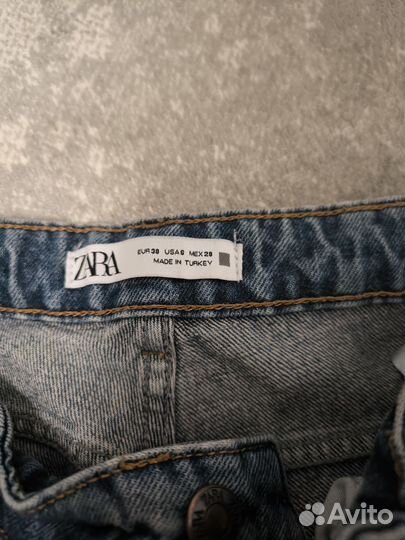 ZARA
EUR 38 USA 6 MEX 28
MADE IN TURKEY
Avito